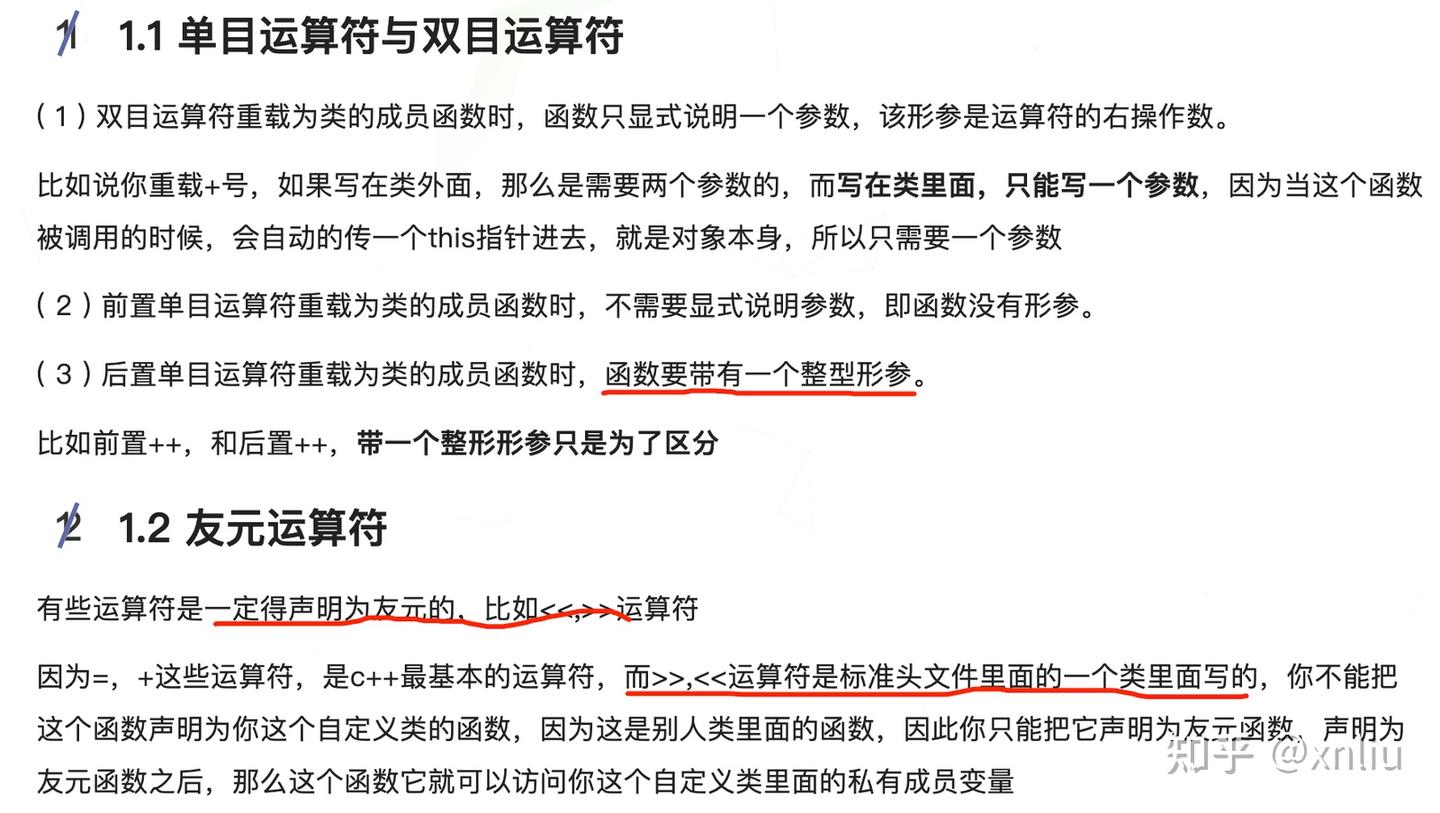 1 1.1 单目运算符与双目运算符
（1）双目运算符重载为类的成员函数时，函数只显式说明一个参数，该形参是运算符的右操作数。
比如说你重载+号，如果写在类外面，那么是需要两个参数的，而写在类里面，只能写一个参数，因为当这个函数
被调用的时候，会自动的传一个this指针进去，就是对象本身，所以只需要一个参数
（2）前置单目运算符重载为类的成员函数时，不需要显式说明参数，即函数没有形参。
（3）后置单目运算符重载为类的成员函数时，函数要带有一个整型形参。
比如前置++，和后置++，带一个整形形参只是为了区分
12 1.2 友元运算符
有些运算符是一定得声明为友元的，比如<<,>>运算符
因为=，+这些运算符，是c++最基本的运算符，而>>,<<运算符是标准头文件里面的一个类里面写的，你不能把
这个函数声明为你这个自定义类的函数，因为这是别人类里面的函数，因此你只能把它声明为友元函数，声明为
友元函数之后，那么这个函数它就可以访问你这个自定义类里面的私有成员变量
知乎 @xnliu